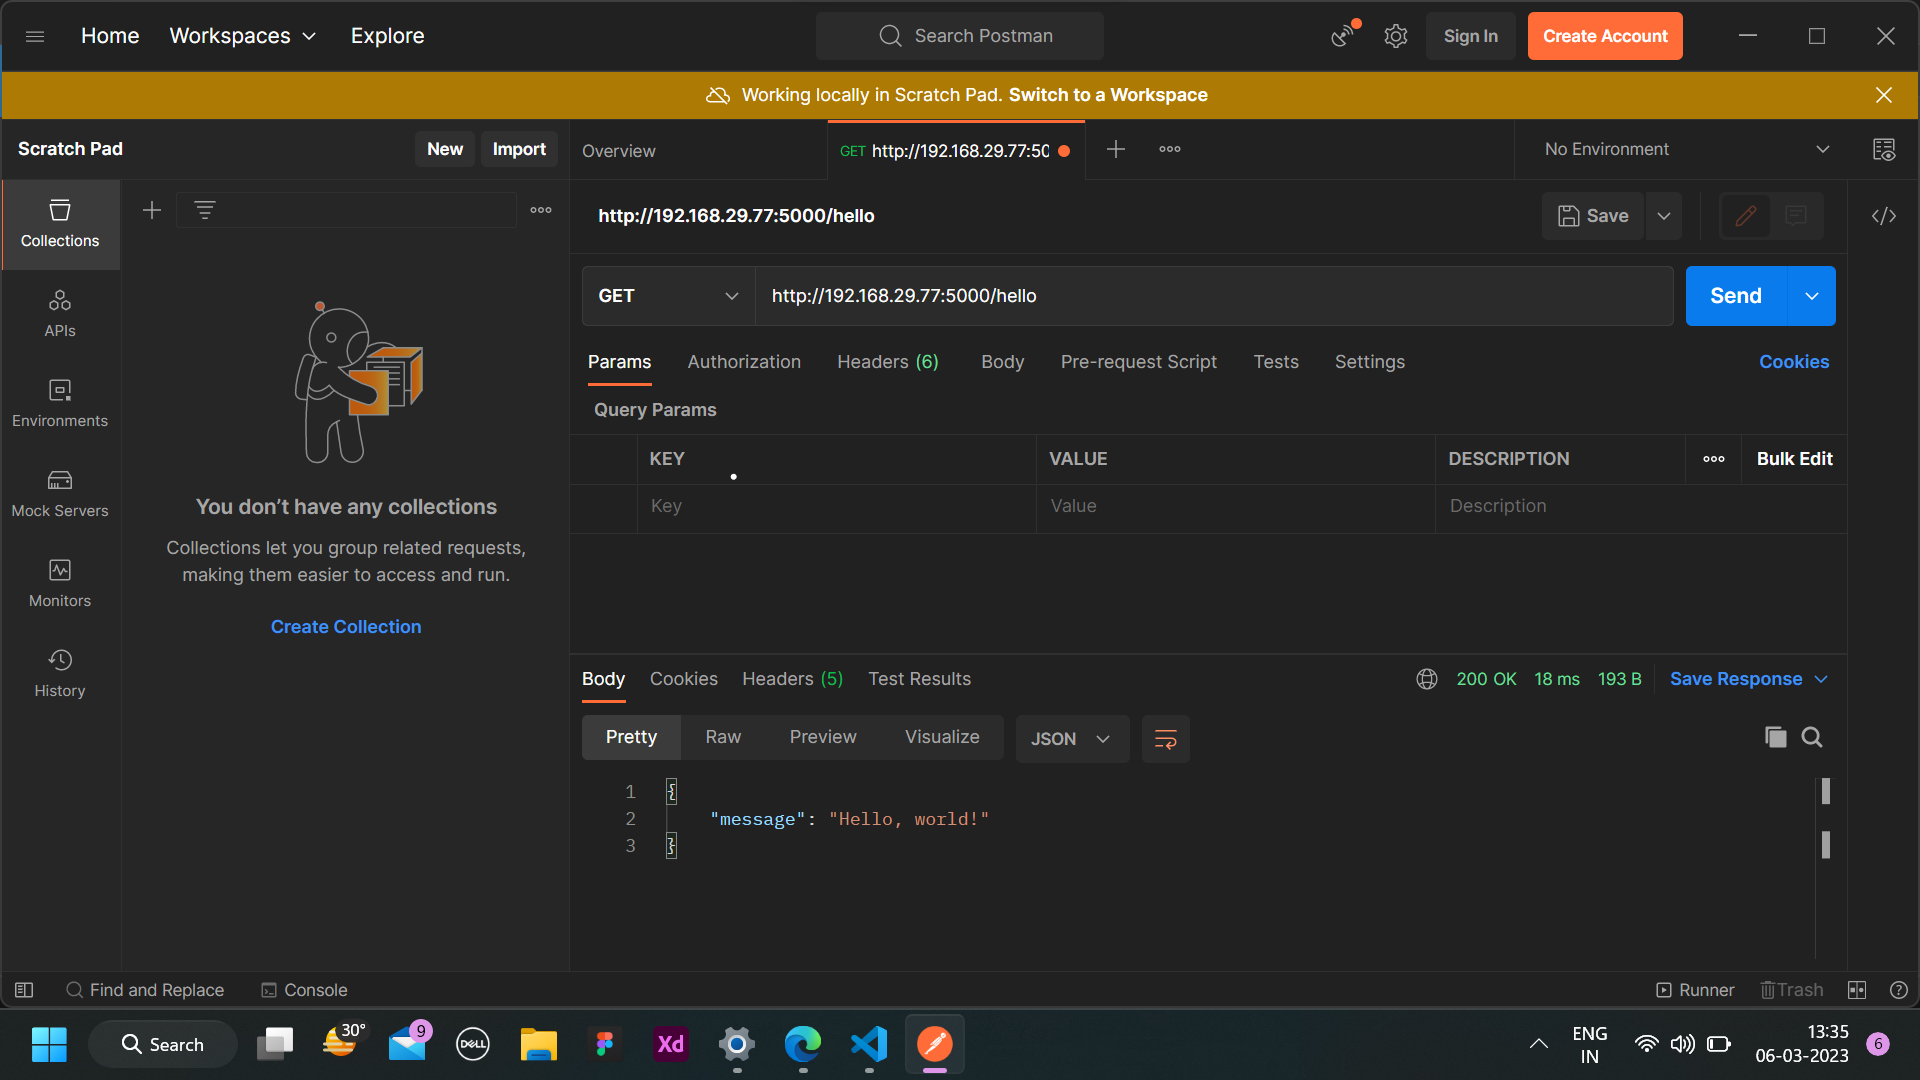 Home Workspaces Explore Search Postman Sign In Create Account
Working locally in Scratch Pad. Switch to a Workspace
Scratch Pad New Import Overview GET http://192.168.29.77:50 No Environment
Collections
http://192.168.29.77:5000/hello Save
GET http://192.168.29.77:5000/hello Send
APIs
Params Authorization Headers (6) Body Pre-request Script Tests Settings Cookies
Environments
Query Params
KEY VALUE DESCRIPTION Bulk Edit
Key Value Description
Mock Servers
You don’t have any collections
Collections let you group related requests,
making them easier to access and run.
Monitors
Create Collection
History
Body Cookies Headers (5) Test Results 200 OK 18 ms 193 B Save Response
Pretty Raw Preview Visualize JSON
1 {
2 "message": "Hello, world!"
3 }
Find and Replace Console Runner Trash
Search 30° 9 DELL Xd ENG
IN
13:35
06-03-2023 6